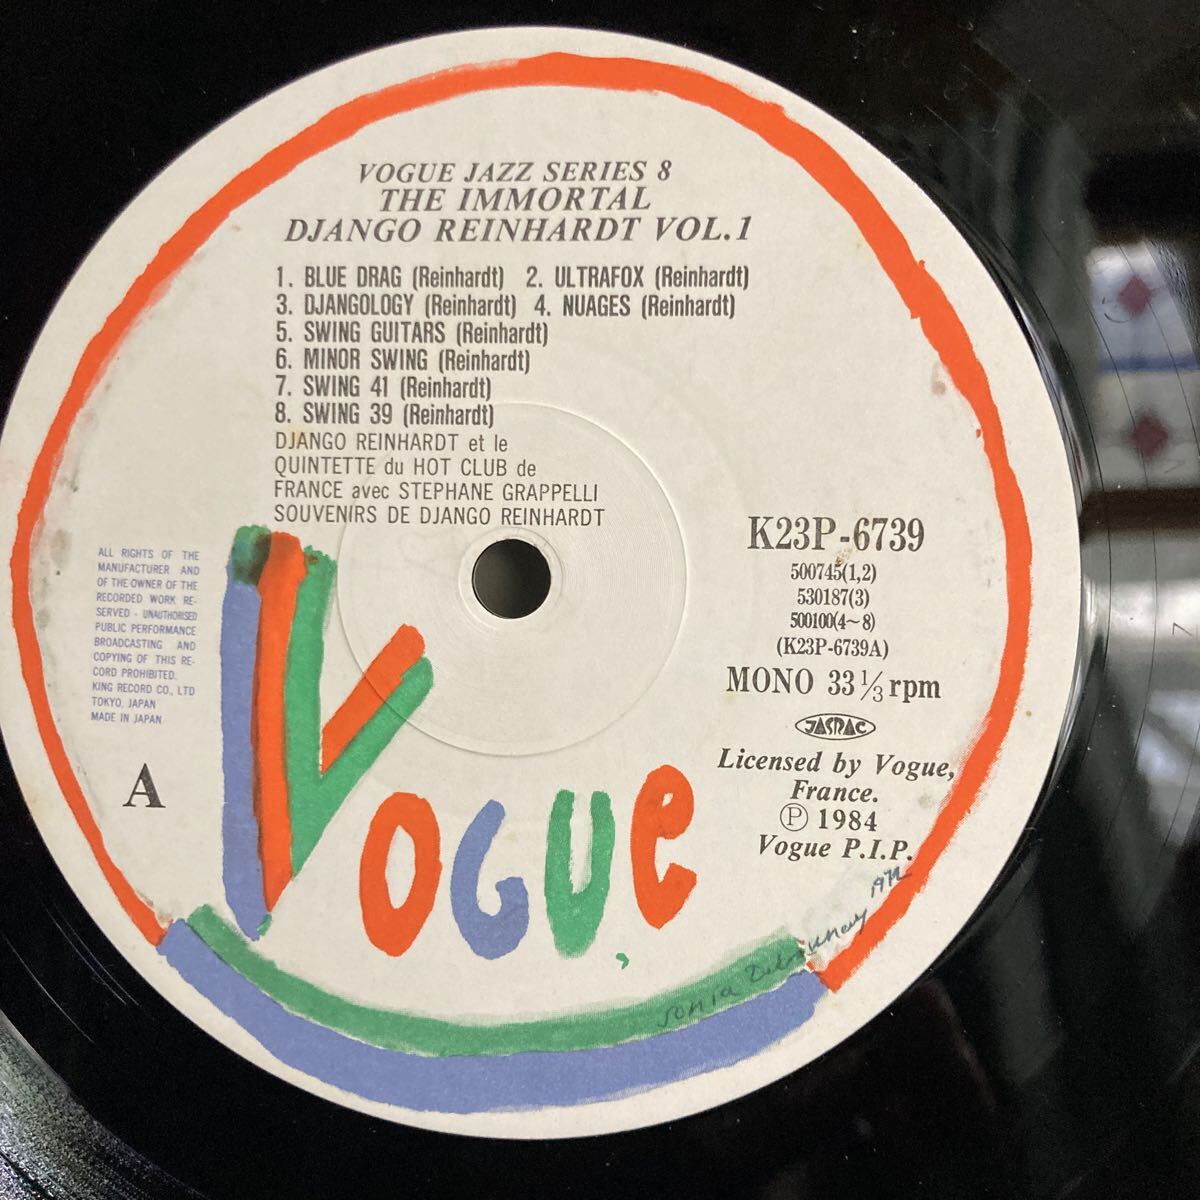 VOGUE JAZZ SERIES 8
THE IMMORTAL
DJANGO REINHARDT VOL.1
1. BLUE DRAG (Reinhardt) 2. ULTRAFOX (Reinhardt)
3. DJANGOLOGY (Reinhardt) 4. NUAGES (Reinhardt)
5. SWING GUITARS (Reinhardt)
6. MINOR SWING (Reinhardt)
7. SWING 41 (Reinhardt)
8. SWING 39 (Reinhardt)
DJANGO REINHARDT et le
QUINTETTE du HOT CLUB de
FRANCE avec STEPHANE GRAPPELLI
SOUVENIRS DE DJANGO REINHARDT
ALL RIGHTS OF THE
MANUFACTURER AND
OF THE OWNER OF THE
RECORDED WORK RE-
SERVED - UNAUTHORISED
PUBLIC PERFORMANCE
BROADCASTING AND
COPYING OF THIS RE-
CORD PROHIBITED.
KING RECORD CO., LTD
TOKYO, JAPAN
MADE IN JAPAN
A
K23P-6739
500745(1,2)
530187(3)
500100(4～8)
(K23P-6739A)
MONO 33 1/3 rpm
JASRAC
Licensed by Vogue,
France.
Ⓟ 1984
Vogue P.I.P.
VOGUE
Sonia Delaunay 1972